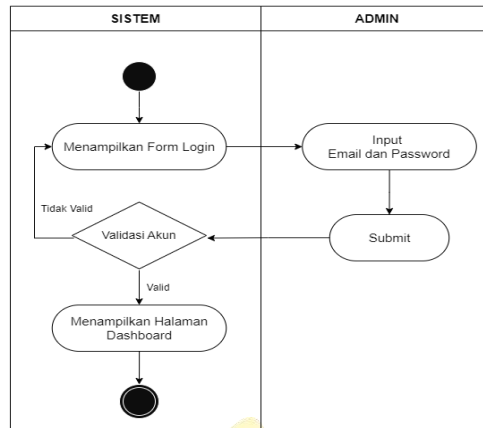 SISTEM
ADMIN
Menampilkan Form Login
Input
Email dan Password
Tidak Valid
Validasi Akun
Submit
Valid
Menampilkan Halaman
Dashboard